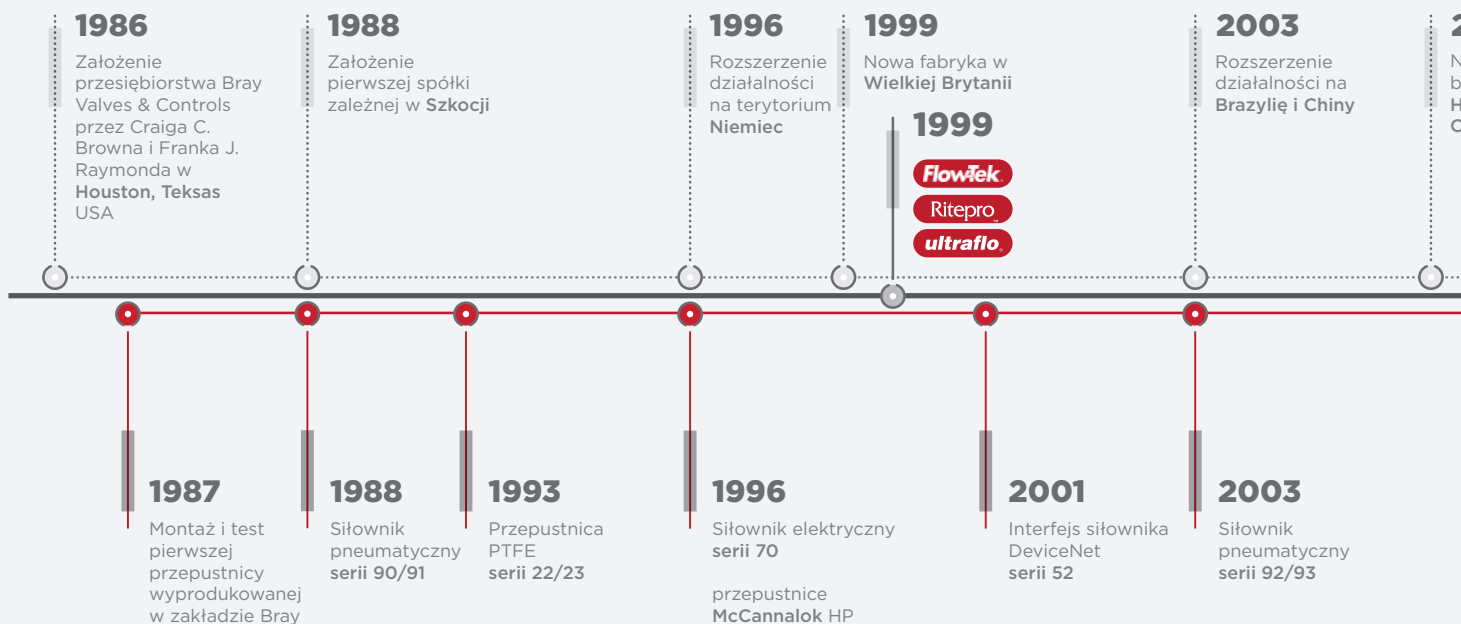 1986
Założenie
przesiębiorstwa Bray
Valves & Controls
przez Craiga C.
Browna i Franka J.
Raymonda w
Houston, Teksas
USA
1988
Założenie
pierwszej spółki
zależnej w Szkocji
1996
Rozszerzenie
działalności
na terytorium
Niemiec
1999
Nowa fabryka w
Wielkiej Brytanii
1999
FlowTek
Ritepro
ultraflo
2003
Rozszerzenie
działalności na
Brazylię i Chiny
1987
Montaż i test
pierwszej
przepustnicy
wyprodukowanej
w zakładzie Bray
1988
Siłownik
pneumatyczny
serii 90/91
1993
Przepustnica
PTFE
serii 22/23
1996
Siłownik elektryczny
serii 70
przepustnice
McCannalok HP
2001
Interfejs siłownika
DeviceNet
serii 52
2003
Siłownik
pneumatyczny
serii 92/93